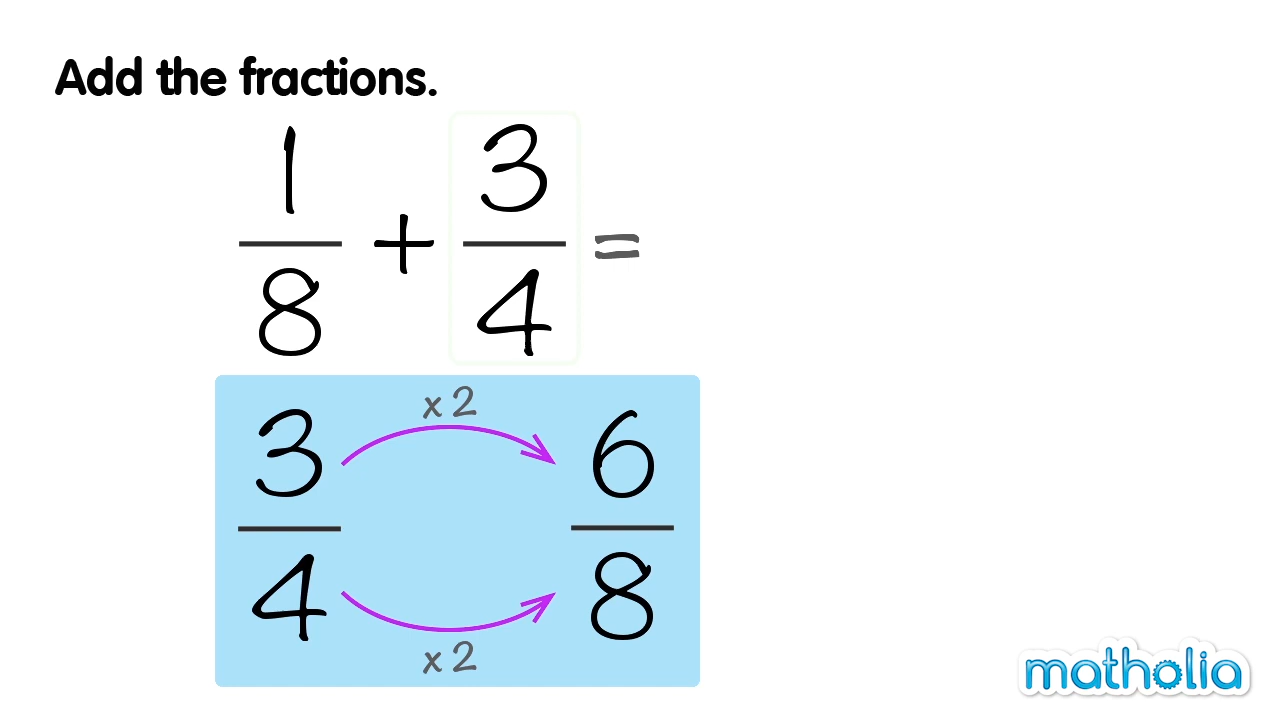 Add the fractions.
1/8 + 3/4 =
x 2
3/4 6/8
x 2
matholia